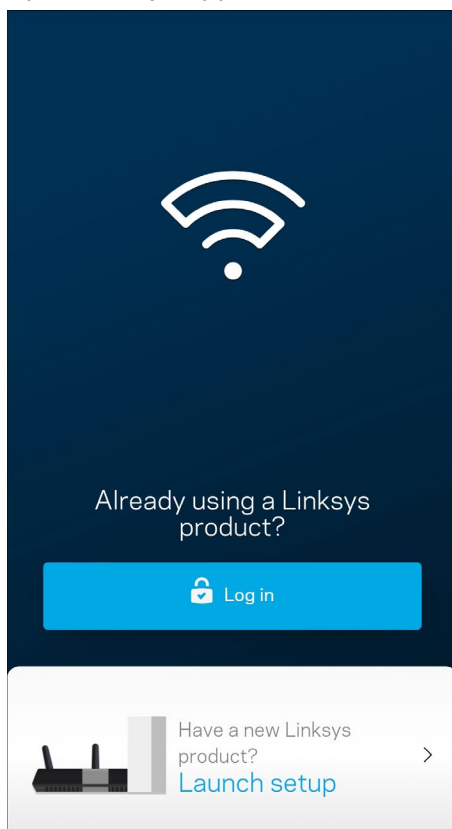 Already using a Linksys
product?
Log in
Have a new Linksys
product?
Launch setup